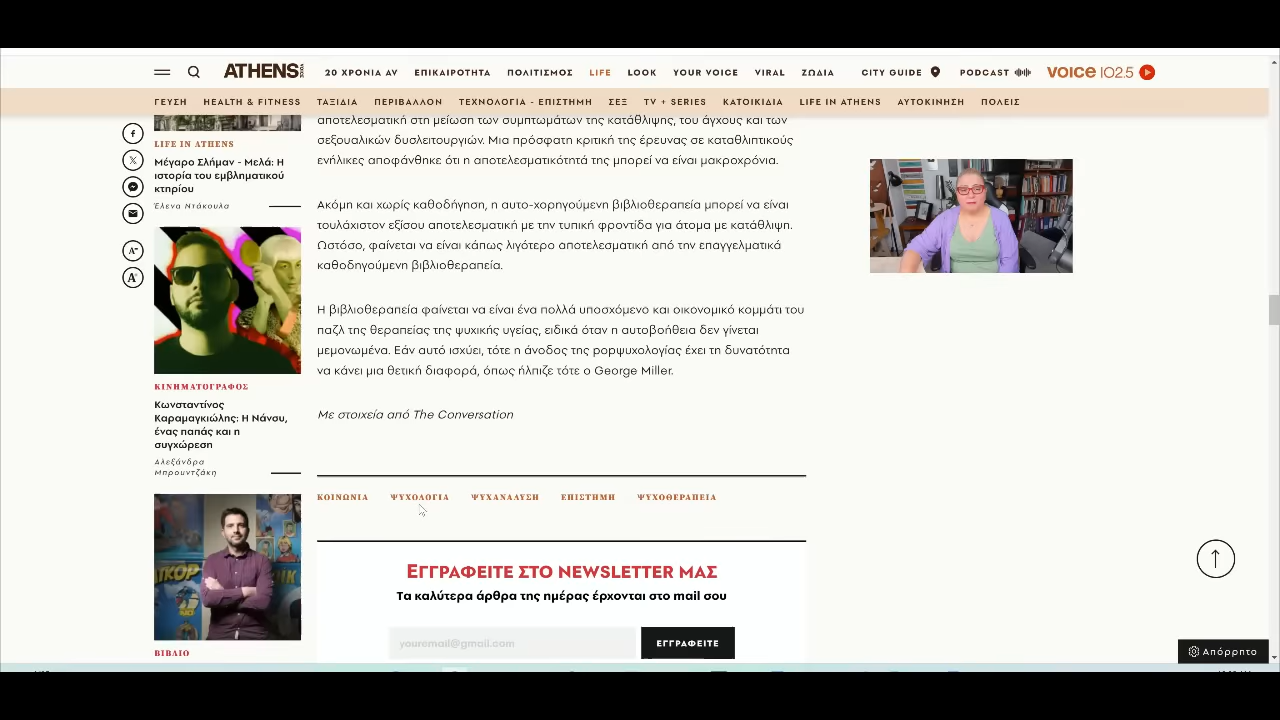 ATHENS VOICE
20 ΧΡΟΝΙΑ AV ΕΠΙΚΑΙΡΟΤΗΤΑ ΠΟΛΙΤΙΣΜΟΣ LIFE LOOK YOUR VOICE VIRAL ΖΩΔΙΑ CITY GUIDE PODCAST VOICE 102.5
ΓΕΥΣΗ HEALTH & FITNESS ΤΑΞΙΔΙΑ ΠΕΡΙΒΑΛΛΟΝ ΤΕΧΝΟΛΟΓΙΑ - ΕΠΙΣΤΗΜΗ ΣΕΞ TV + SERIES ΚΑΤΟΙΚΙΔΙΑ LIFE IN ATHENS ΑΥΤΟΚΙΝΗΣΗ ΠΟΛΕΙΣ
LIFE IN ATHENS
Μέγαρο Σλήμαν - Μελά: Η
ιστορία του εμβληματικού
κτηρίου
Έλενα Ντάκουλα
ΚΙΝΗΜΑΤΟΓΡΑΦΟΣ
Κωνσταντίνος
Καραμαγκιώλης: Η Νάνσυ,
ένας παπάς και η
συγχώρεση
Αλεξάνδρα
Μπρουντζάκη
ΒΙΒΛΙΟ
αποτελεσματική στη μείωση των συμπτωμάτων της κατάθλιψης, του άγχους και των
σεξουαλικών δυσλειτουργιών. Μια πρόσφατη κριτική της έρευνας σε καταθλιπτικούς
ενήλικες αποφάνθηκε ότι η αποτελεσματικότητά της μπορεί να είναι μακροχρόνια.
Ακόμη και χωρίς καθοδήγηση, η αυτο-χορηγούμενη βιβλιοθεραπεία μπορεί να είναι
τουλάχιστον εξίσου αποτελεσματική με την τυπική φροντίδα για άτομα με κατάθλιψη.
Ωστόσο, φαίνεται να είναι κάπως λιγότερο αποτελεσματική από την επαγγελματικά
καθοδηγούμενη βιβλιοθεραπεία.
Η βιβλιοθεραπεία φαίνεται να είναι ένα πολλά υποσχόμενο και οικονομικό κομμάτι του
παζλ της θεραπείας της ψυχικής υγείας, ειδικά όταν η αυτοβοήθεια δεν γίνεται
μεμονωμένα. Εάν αυτό ισχύει, τότε η άνοδος της popψυχολογίας έχει τη δυνατότητα
να κάνει μια θετική διαφορά, όπως ήλπιζε τότε ο George Miller.
Με στοιχεία από The Conversation
ΚΟΙΝΩΝΙΑ ΨΥΧΟΛΟΓΙΑ ΨΥΧΑΝΑΛΥΣΗ ΕΠΙΣΤΗΜΗ ΨΥΧΟΘΕΡΑΠΕΙΑ
ΕΓΓΡΑΦΕΙΤΕ ΣΤΟ NEWSLETTER ΜΑΣ
Τα καλύτερα άρθρα της ημέρας έρχονται στο mail σου
youremail@gmail.com ΕΓΓΡΑΦΕΙΤΕ
Απόρρητο